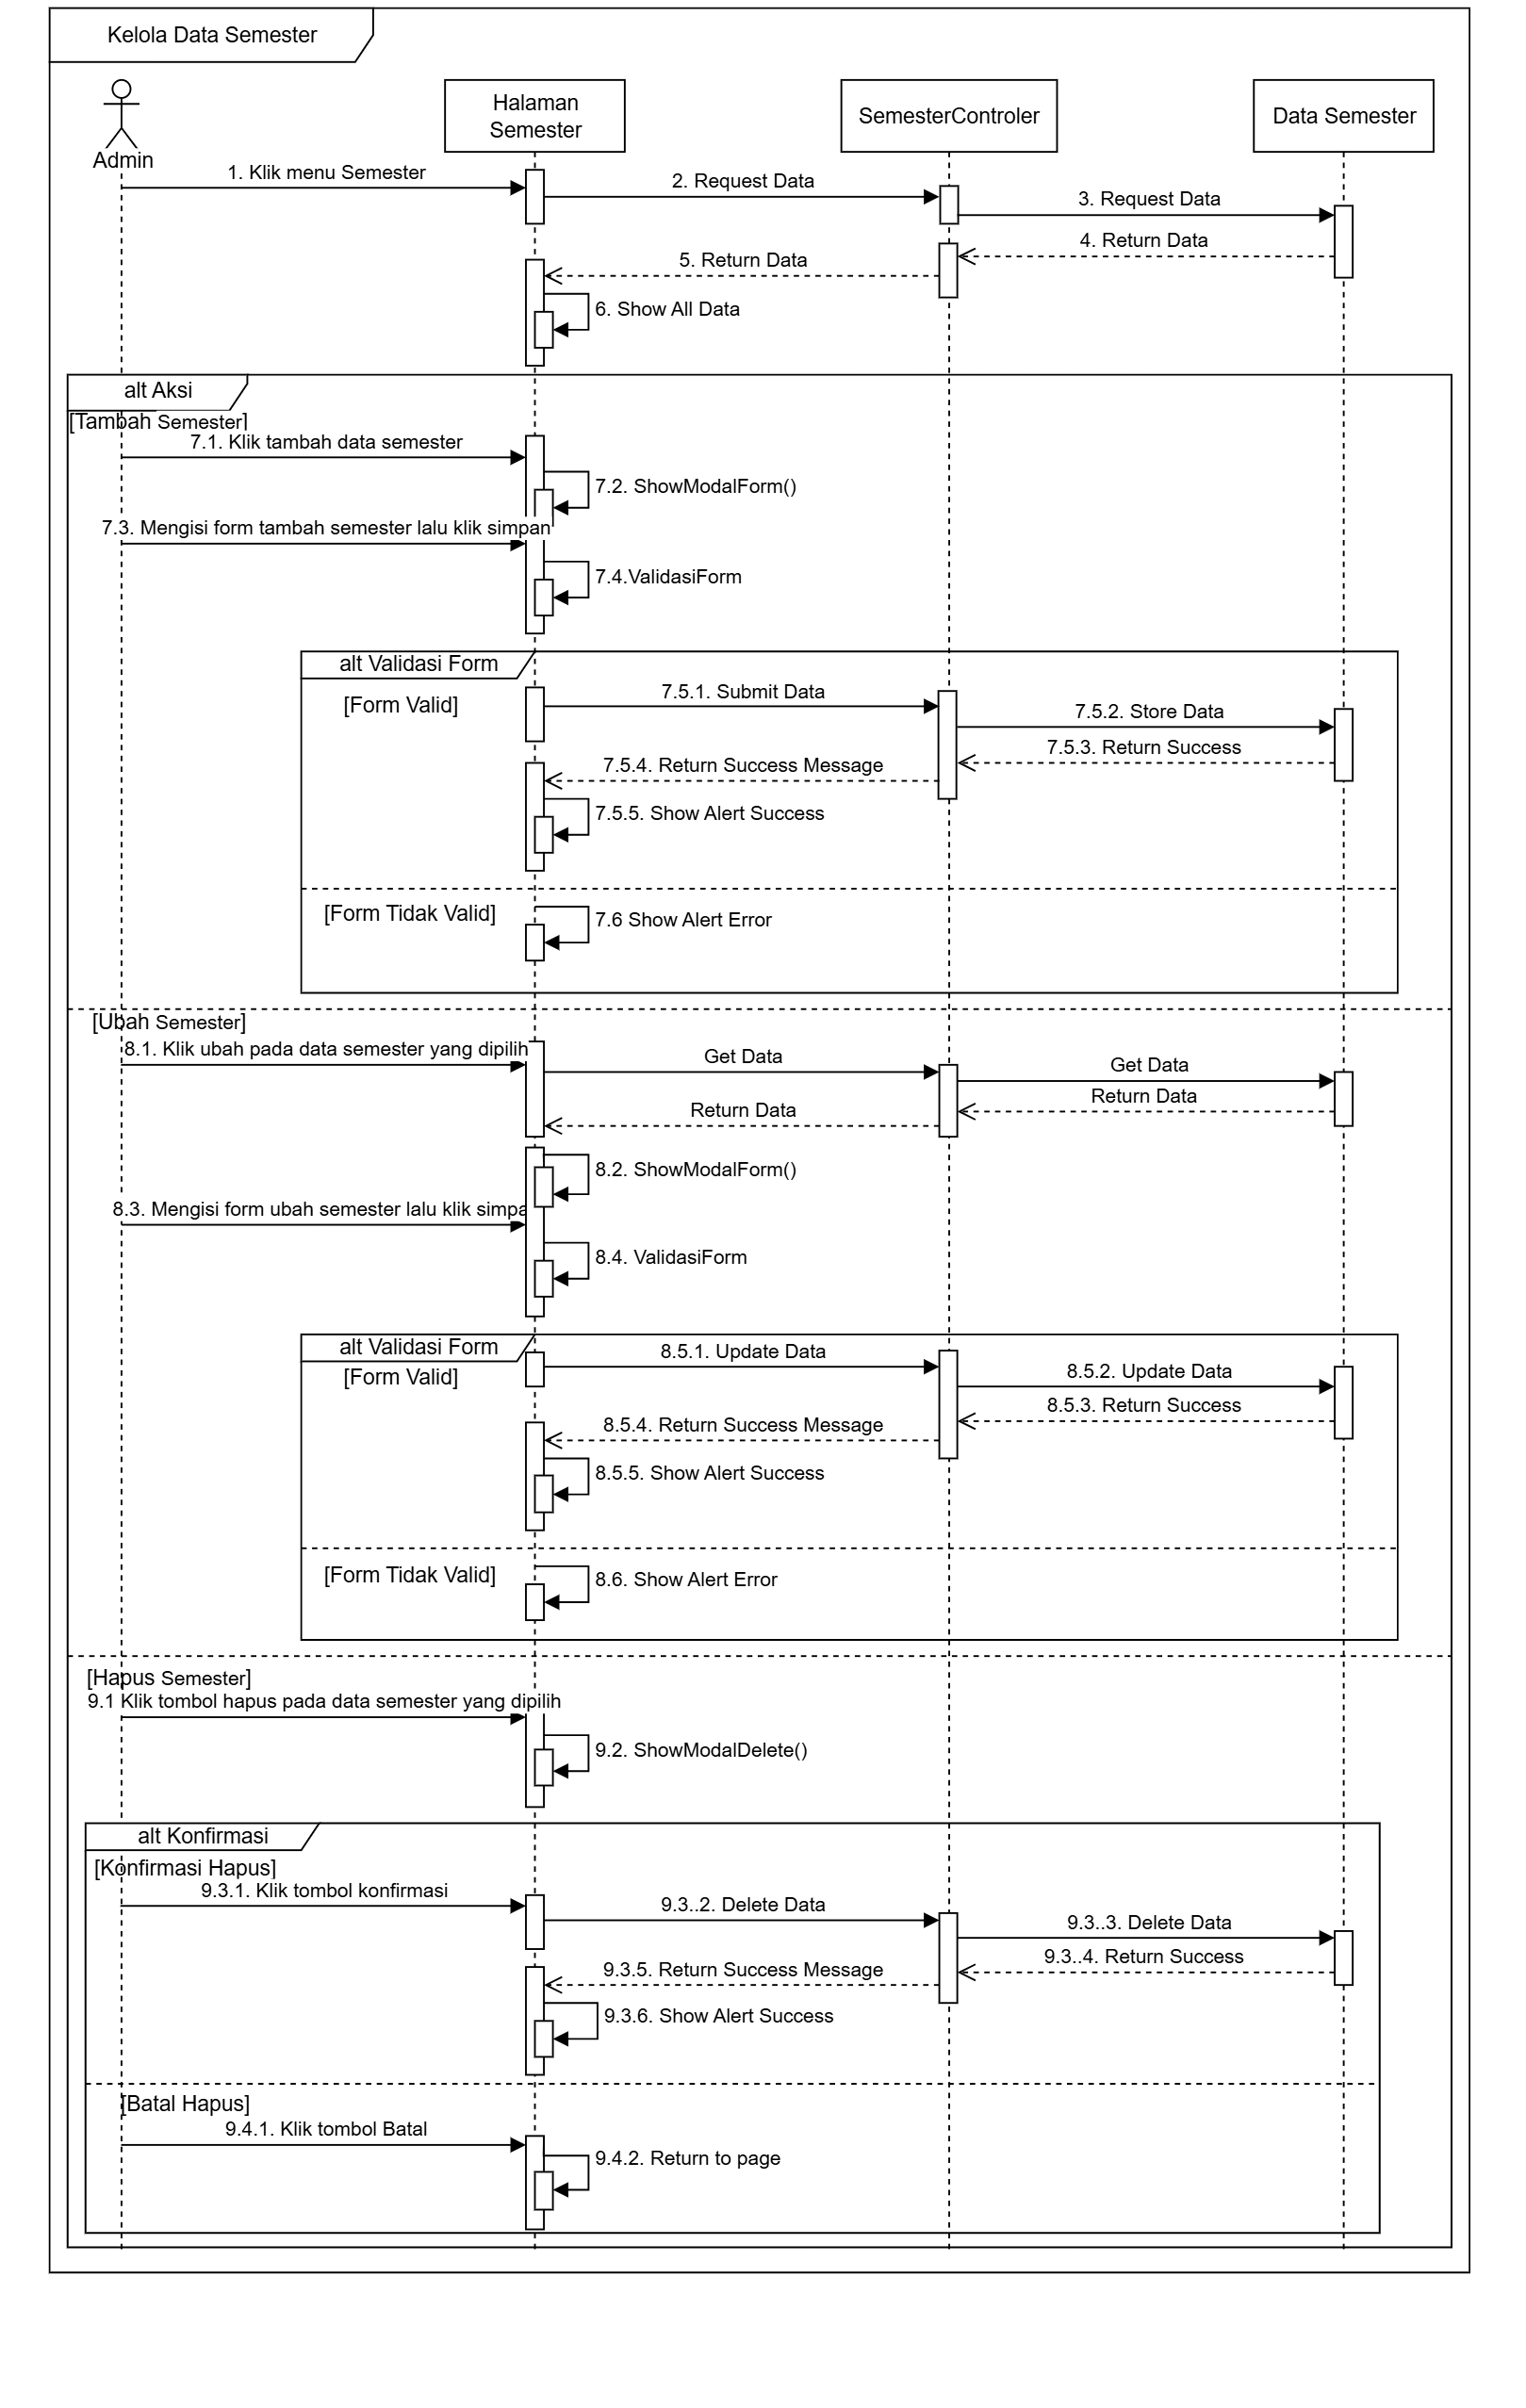 Kelola Data Semester
Halaman
Semester
SemesterControler
Data Semester
Admin
1. Klik menu Semester
2. Request Data
3. Request Data
4. Return Data
5. Return Data
6. Show All Data
alt Aksi
[Tambah Semester]
7.1. Klik tambah data semester
7.2. ShowModalForm()
7.3. Mengisi form tambah semester lalu klik simpan
7.4.ValidasiForm
alt Validasi Form
[Form Valid]
7.5.1. Submit Data
7.5.2. Store Data
7.5.3. Return Success
7.5.4. Return Success Message
7.5.5. Show Alert Success
[Form Tidak Valid]
7.6 Show Alert Error
[Ubah Semester]
8.1. Klik ubah pada data semester yang dipilih
Get Data
Get Data
Return Data
Return Data
8.2. ShowModalForm()
8.3. Mengisi form ubah semester lalu klik simpa
8.4. ValidasiForm
alt Validasi Form
[Form Valid]
8.5.1. Update Data
8.5.2. Update Data
8.5.3. Return Success
8.5.4. Return Success Message
8.5.5. Show Alert Success
[Form Tidak Valid]
8.6. Show Alert Error
[Hapus Semester]
9.1 Klik tombol hapus pada data semester yang dipilih
9.2. ShowModalDelete()
alt Konfirmasi
[Konfirmasi Hapus]
9.3.1. Klik tombol konfirmasi
9.3..2. Delete Data
9.3..3. Delete Data
9.3..4. Return Success
9.3.5. Return Success Message
9.3.6. Show Alert Success
[Batal Hapus]
9.4.1. Klik tombol Batal
9.4.2. Return to page